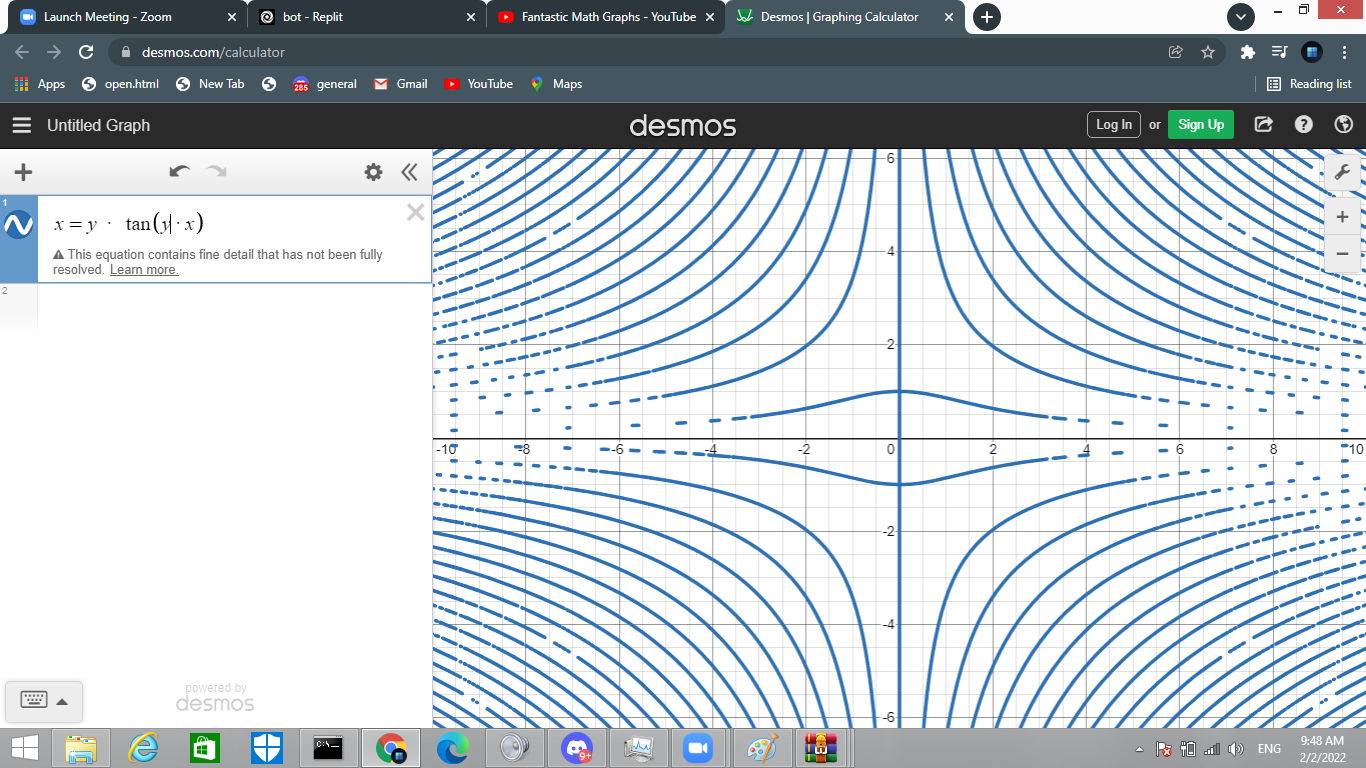 Launch Meeting - Zoom
bot - Replit
Fantastic Math Graphs - YouTube
Desmos | Graphing Calculator
desmos.com/calculator
Apps
open.html
New Tab
285
general
Gmail
YouTube
Maps
Reading list
Untitled Graph
desmos
Log In
or
Sign Up
1
x = y · tan(y · x)
This equation contains fine detail that has not been fully
resolved. Learn more.
2
6
4
2
-10
-8
-6
-4
-2
0
2
4
6
8
10
-2
-4
-6
powered by
desmos
C:\-
9+
ENG
9:48 AM
2/2/2022